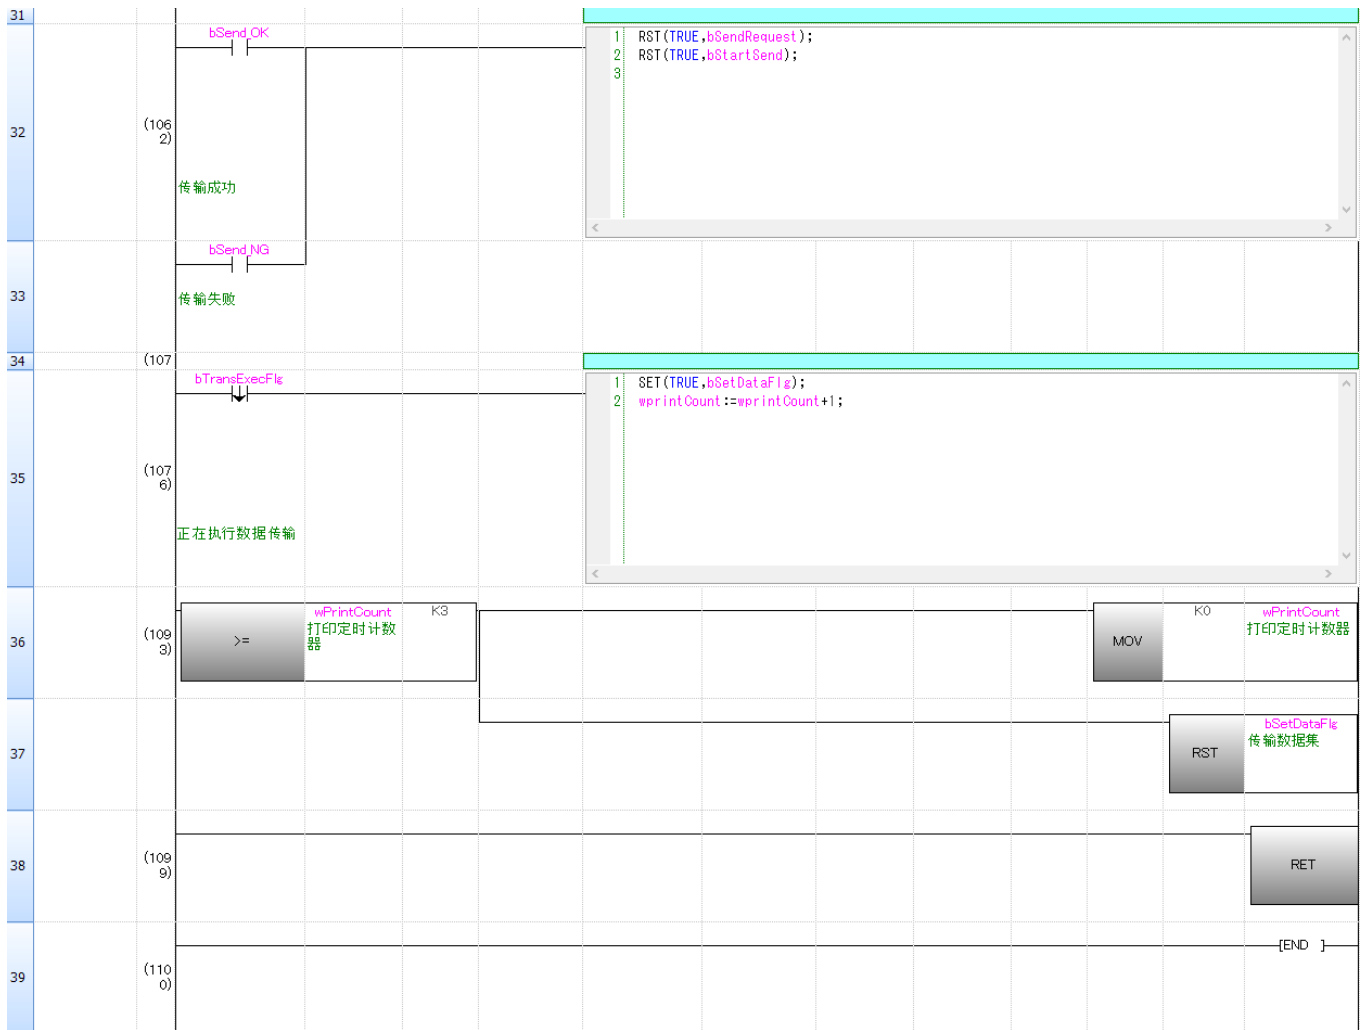 31
bSend_OK
1 RST(TRUE,bSendRequest);
2 RST(TRUE,bStartSend);
3
32
(106
2)
传输成功
bSend_NG
33
传输失败
34
(107
bTransExecFlg
1 SET(TRUE,bSetDataFlg);
2 wprintCount:=wprintCount+1;
35
(107
6)
正在执行数据传输
36
(109
3)
>=
wPrintCount
K3
打印定时计数
器
MOV
K0
wPrintCount
打印定时计数器
37
RST
bSetDataFlg
传输数据集
38
(109
9)
RET
39
(110
0)
[END ]